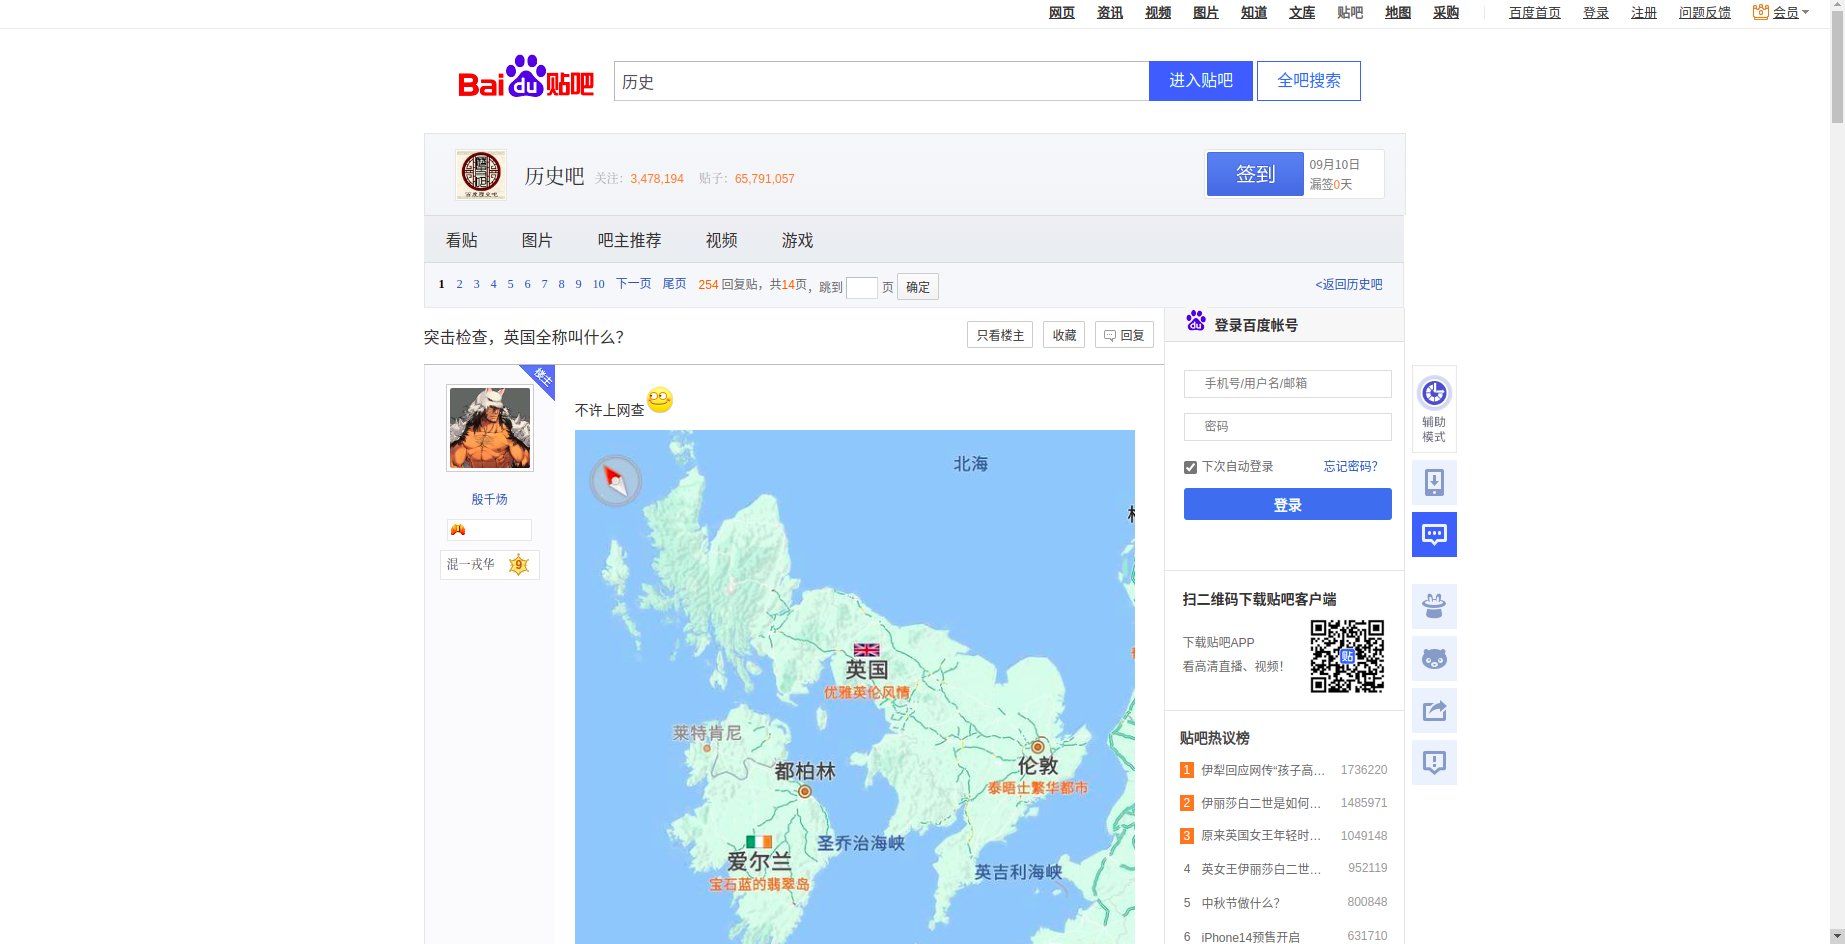 网页 资讯 视频 图片 知道 文库 贴吧 地图 采购 百度首页 登录 注册 问题反馈 会员
Bai du 贴吧 历史 进入贴吧 全吧搜索
历史吧 关注：3,478,194 贴子：65,791,057
签到 09月10日
漏签0天
看贴 图片 吧主推荐 视频 游戏
1 2 3 4 5 6 7 8 9 10 下一页 尾页 254 回复贴，共14页，跳到 页 确定 <返回历史吧
突击检查，英国全称叫什么？ 只看楼主 收藏 回复
楼主
殷千炀
混一戎华 9
不许上网查
北海
英国
优雅英伦风情
莱特肯尼
都柏林
伦敦
泰晤士繁华都市
圣乔治海峡
爱尔兰
宝石蓝的翡翠岛
英吉利海峡
登录百度帐号
手机号/用户名/邮箱
密码
下次自动登录 忘记密码？
登录
扫二维码下载贴吧客户端
下载贴吧APP
看高清直播、视频！
贴
贴吧热议榜
1 伊犁回应网传“孩子高… 1736220
2 伊丽莎白二世是如何… 1485971
3 原来英国女王年轻时… 1049148
4 英女王伊丽莎白二世… 952119
5 中秋节做什么？ 800848
6 iPhone14预售开启 631710
辅助
模式